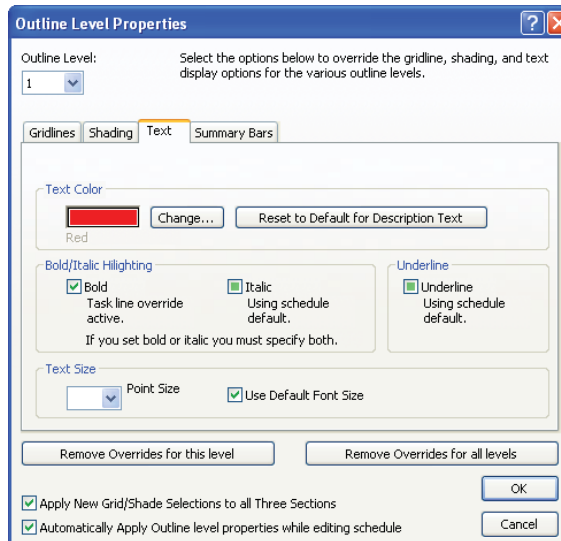 Outline Level Properties
Outline Level:
1
Select the options below to override the gridline, shading, and text
display options for the various outline levels.
Gridlines Shading Text Summary Bars
Text Color
Change... Reset to Default for Description Text
Red
Bold/Italic Hilighting Underline
Bold Italic Underline
Task line override Using schedule Using schedule
active. default. default.
If you set bold or italic you must specify both.
Text Size
Point Size Use Default Font Size
Remove Overrides for this level Remove Overrides for all levels
OK
Apply New Grid/Shade Selections to all Three Sections
Automatically Apply Outline level properties while editing schedule
Cancel